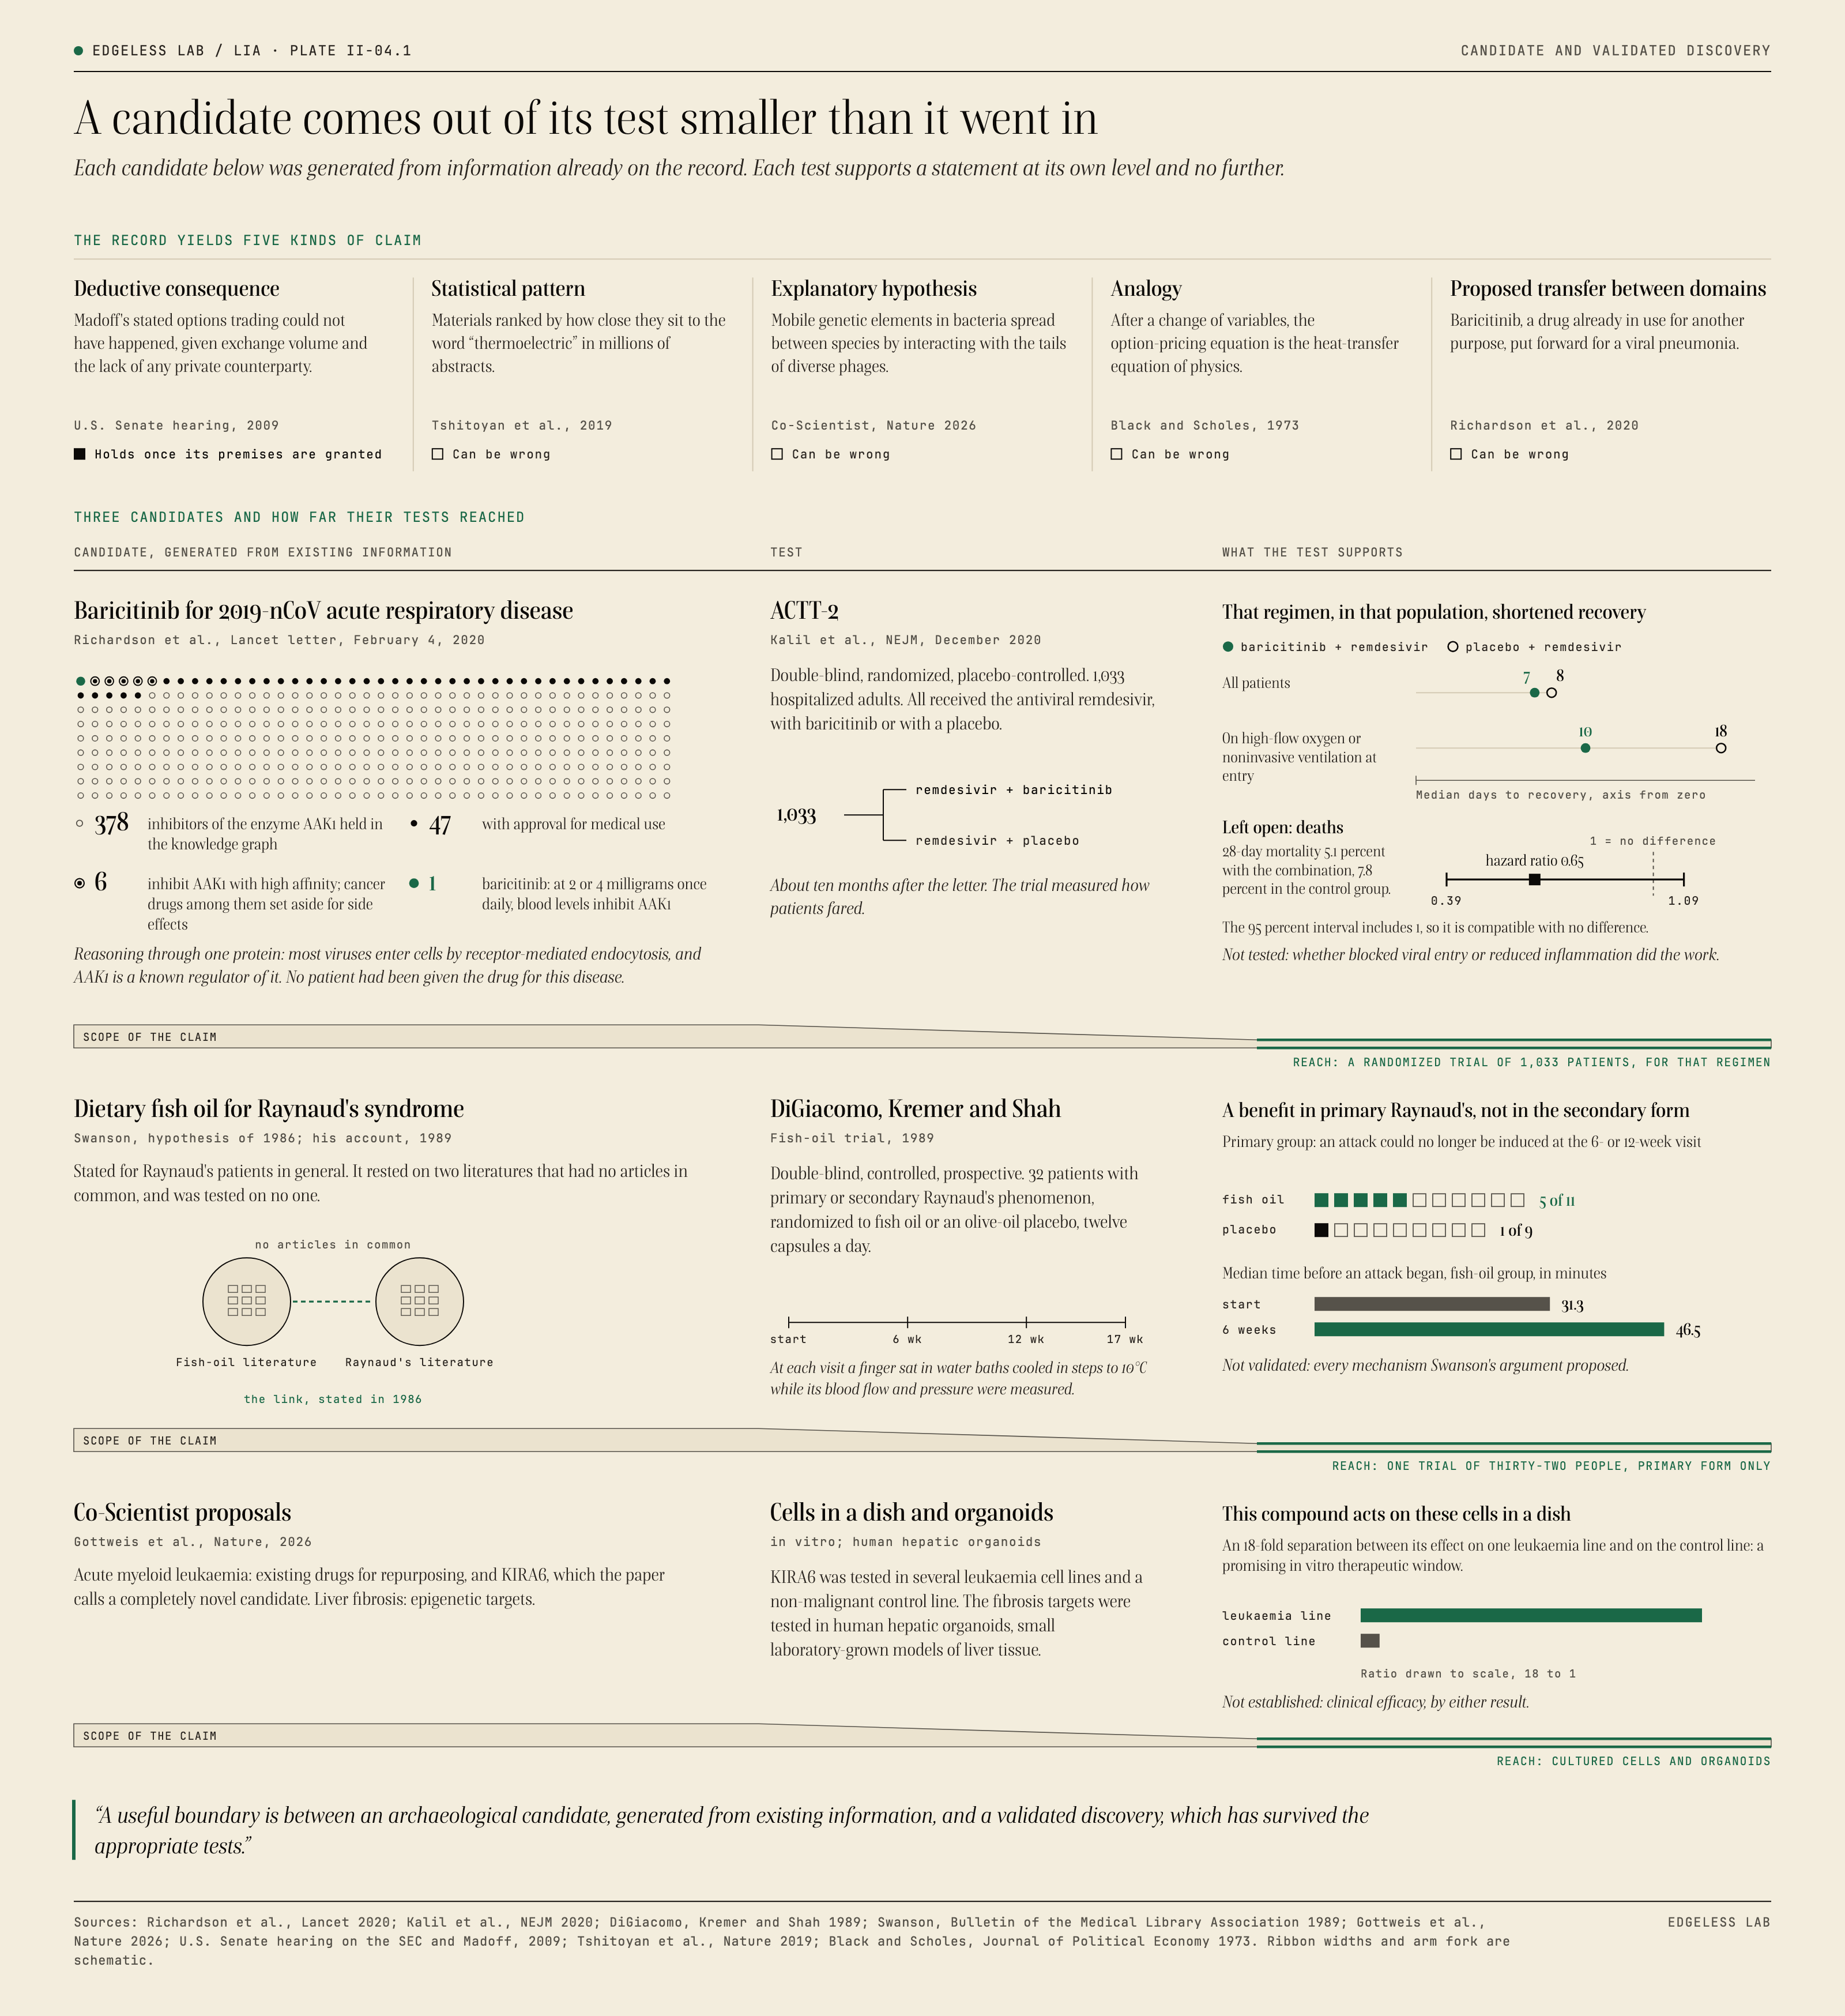 EDGELESS LAB / LIA · PLATE II-04.1
CANDIDATE AND VALIDATED DISCOVERY
A candidate comes out of its test smaller than it went in
Each candidate below was generated from information already on the record. Each test supports a statement at its own level and no further.
THE RECORD YIELDS FIVE KINDS OF CLAIM
Deductive consequence
Madoff's stated options trading could not
have happened, given exchange volume and
the lack of any private counterparty.
U.S. Senate hearing, 2009
Holds once its premises are granted
Statistical pattern
Materials ranked by how close they sit to the
word “thermoelectric” in millions of
abstracts.
Tshitoyan et al., 2019
Can be wrong
Explanatory hypothesis
Mobile genetic elements in bacteria spread
between species by interacting with the tails
of diverse phages.
Co-Scientist, Nature 2026
Can be wrong
Analogy
After a change of variables, the
option-pricing equation is the heat-transfer
equation of physics.
Black and Scholes, 1973
Can be wrong
Proposed transfer between domains
Baricitinib, a drug already in use for another
purpose, put forward for a viral pneumonia.
Richardson et al., 2020
Can be wrong
THREE CANDIDATES AND HOW FAR THEIR TESTS REACHED
CANDIDATE, GENERATED FROM EXISTING INFORMATION
TEST
WHAT THE TEST SUPPORTS
Baricitinib for 2019-nCoV acute respiratory disease
Richardson et al., Lancet letter, February 4, 2020
378
inhibitors of the enzyme AAK1 held in
the knowledge graph
47
with approval for medical use
6
inhibit AAK1 with high affinity; cancer
drugs among them set aside for side
effects
1
baricitinib: at 2 or 4 milligrams once
daily, blood levels inhibit AAK1
Reasoning through one protein: most viruses enter cells by receptor-mediated endocytosis, and
AAK1 is a known regulator of it. No patient had been given the drug for this disease.
ACTT-2
Kalil et al., NEJM, December 2020
Double-blind, randomized, placebo-controlled. 1,033
hospitalized adults. All received the antiviral remdesivir,
with baricitinib or with a placebo.
1,033
remdesivir + baricitinib
remdesivir + placebo
About ten months after the letter. The trial measured how
patients fared.
That regimen, in that population, shortened recovery
baricitinib + remdesivir
placebo + remdesivir
All patients
7
8
On high-flow oxygen or
noninvasive ventilation at
entry
10
18
Median days to recovery, axis from zero
Left open: deaths
28-day mortality 5.1 percent
with the combination, 7.8
percent in the control group.
1 = no difference
hazard ratio 0.65
0.39
1.09
The 95 percent interval includes 1, so it is compatible with no difference.
Not tested: whether blocked viral entry or reduced inflammation did the work.
SCOPE OF THE CLAIM
REACH: A RANDOMIZED TRIAL OF 1,033 PATIENTS, FOR THAT REGIMEN
Dietary fish oil for Raynaud's syndrome
Swanson, hypothesis of 1986; his account, 1989
Stated for Raynaud's patients in general. It rested on two literatures that had no articles in
common, and was tested on no one.
no articles in common
Fish-oil literature
Raynaud's literature
the link, stated in 1986
DiGiacomo, Kremer and Shah
Fish-oil trial, 1989
Double-blind, controlled, prospective. 32 patients with
primary or secondary Raynaud's phenomenon,
randomized to fish oil or an olive-oil placebo, twelve
capsules a day.
start
6 wk
12 wk
17 wk
At each visit a finger sat in water baths cooled in steps to 10°C
while its blood flow and pressure were measured.
A benefit in primary Raynaud's, not in the secondary form
Primary group: an attack could no longer be induced at the 6- or 12-week visit
fish oil
5 of 11
placebo
1 of 9
Median time before an attack began, fish-oil group, in minutes
start
31.3
6 weeks
46.5
Not validated: every mechanism Swanson's argument proposed.
SCOPE OF THE CLAIM
REACH: ONE TRIAL OF THIRTY-TWO PEOPLE, PRIMARY FORM ONLY
Co-Scientist proposals
Gottweis et al., Nature, 2026
Acute myeloid leukaemia: existing drugs for repurposing, and KIRA6, which the paper
calls a completely novel candidate. Liver fibrosis: epigenetic targets.
Cells in a dish and organoids
in vitro; human hepatic organoids
KIRA6 was tested in several leukaemia cell lines and a
non-malignant control line. The fibrosis targets were
tested in human hepatic organoids, small
laboratory-grown models of liver tissue.
This compound acts on these cells in a dish
An 18-fold separation between its effect on one leukaemia line and on the control line: a
promising in vitro therapeutic window.
leukaemia line
control line
Ratio drawn to scale, 18 to 1
Not established: clinical efficacy, by either result.
SCOPE OF THE CLAIM
REACH: CULTURED CELLS AND ORGANOIDS
“A useful boundary is between an archaeological candidate, generated from existing information, and a validated discovery, which has survived the
appropriate tests.”
Sources: Richardson et al., Lancet 2020; Kalil et al., NEJM 2020; DiGiacomo, Kremer and Shah 1989; Swanson, Bulletin of the Medical Library Association 1989; Gottweis et al.,
Nature 2026; U.S. Senate hearing on the SEC and Madoff, 2009; Tshitoyan et al., Nature 2019; Black and Scholes, Journal of Political Economy 1973. Ribbon widths and arm fork are
schematic.
EDGELESS LAB